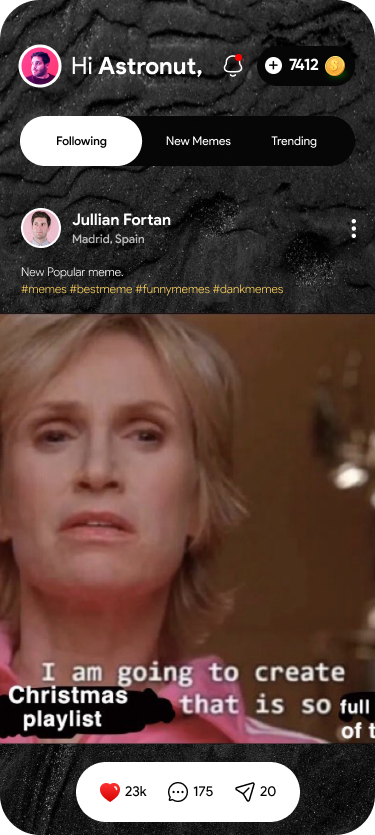 Hi Astronut,
7412
Following
New Memes
Trending
Jullian Fortan
Madrid, Spain
New Popular meme.
#memes #bestmeme #funnymemes #dankmemes
I am going to create
Christmas
playlist
that is so full
of t
23k
175
20